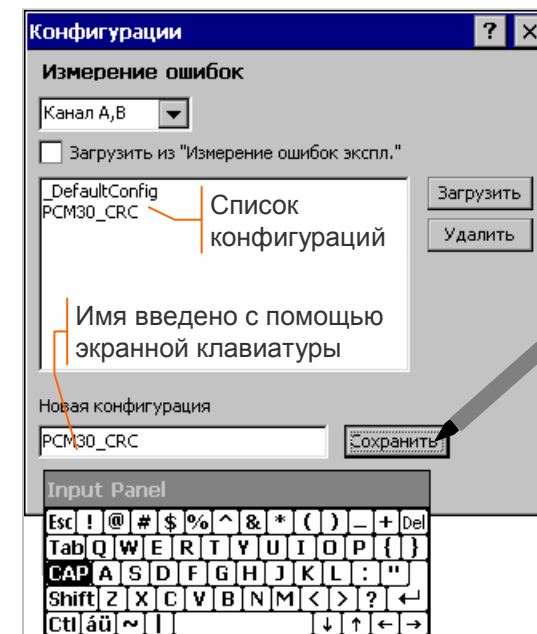 Конфигурации ? ×
Измерение ошибок
Канал А,В
Загрузить из "Измерение ошибок экспл."
_DefaultConfig
PCM30_CRC
Список
конфигураций
Загрузить
Удалить
Имя введено с помощью
экранной клавиатуры
Новая конфигурация
PCM30_CRC
Сохранить
Input Panel
Esc ! @ # $ % ^ & * ( ) _ + Del
Tab Q W E R T Y U I O P { }
CAP A S D F G H J K L : "
Shift Z X C V B N M < > ? ↵
Ctl áü ~ | ↓ ↑ ← →